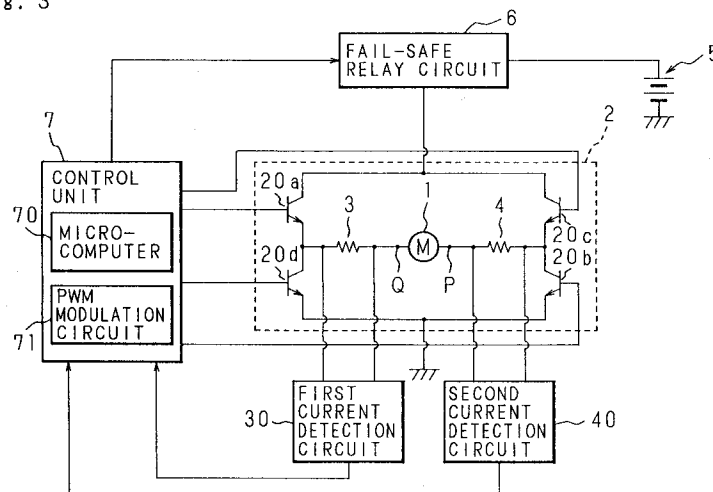 Fig. 3
6
FAIL-SAFE
RELAY CIRCUIT
5
7
2
CONTROL
UNIT
20a
3
1
4
20c
70
MICRO-
COMPUTER
M
20d
Q
P
20b
PWM
MODULATION
CIRCUIT
71
30
FIRST
CURRENT
DETECTION
CIRCUIT
SECOND
CURRENT
DETECTION
CIRCUIT
40